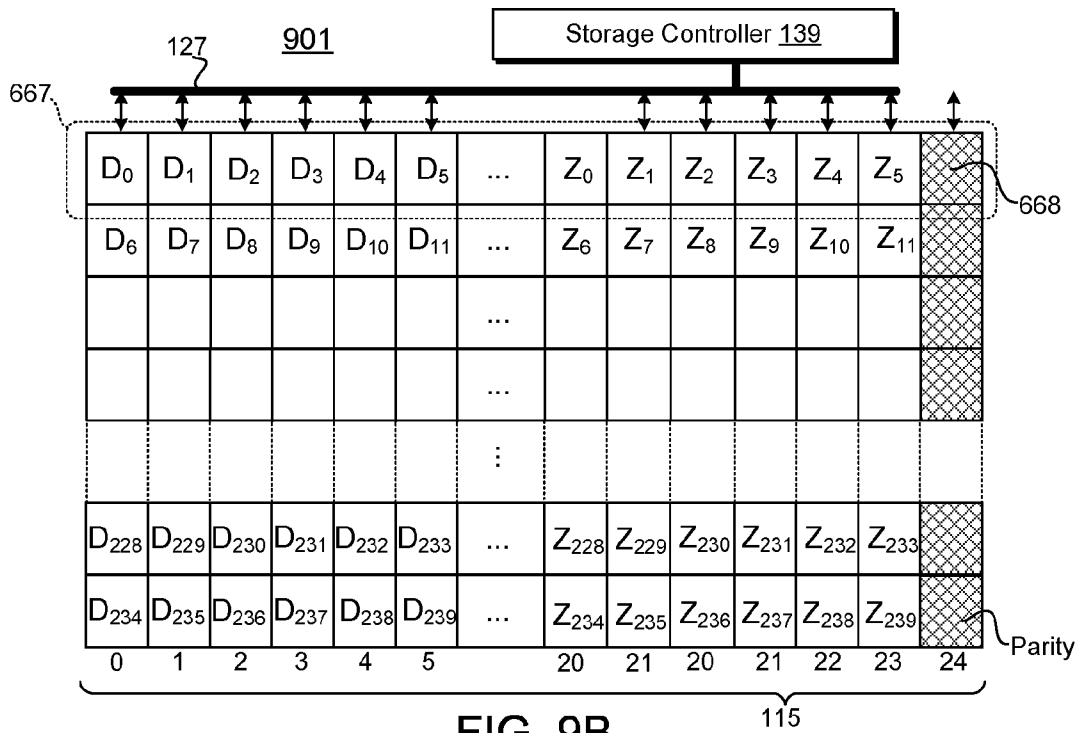 901
Storage Controller 139
127
667
D0 D1 D2 D3 D4 D5 ... Z0 Z1 Z2 Z3 Z4 Z5
668
D6 D7 D8 D9 D10 D11 ... Z6 Z7 Z8 Z9 Z10 Z11
...
...
⋮
D228 D229 D230 D231 D232 D233 ... Z228 Z229 Z230 Z231 Z232 Z233
D234 D235 D236 D237 D238 D239 ... Z234 Z235 Z236 Z237 Z238 Z239
Parity
0 1 2 3 4 5 20 21 20 21 22 23 24
115
FIG. 9B